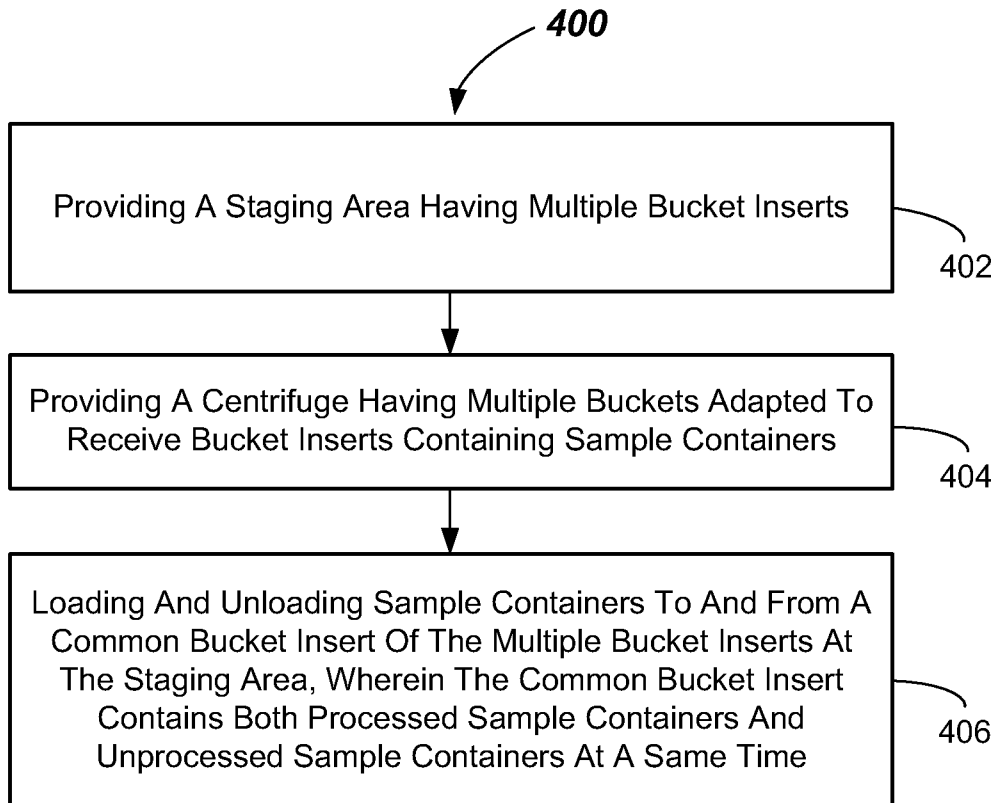 400
Providing A Staging Area Having Multiple Bucket Inserts
402
Providing A Centrifuge Having Multiple Buckets Adapted To
Receive Bucket Inserts Containing Sample Containers
404
Loading And Unloading Sample Containers To And From A
Common Bucket Insert Of The Multiple Bucket Inserts At
The Staging Area, Wherein The Common Bucket Insert
Contains Both Processed Sample Containers And
Unprocessed Sample Containers At A Same Time
406